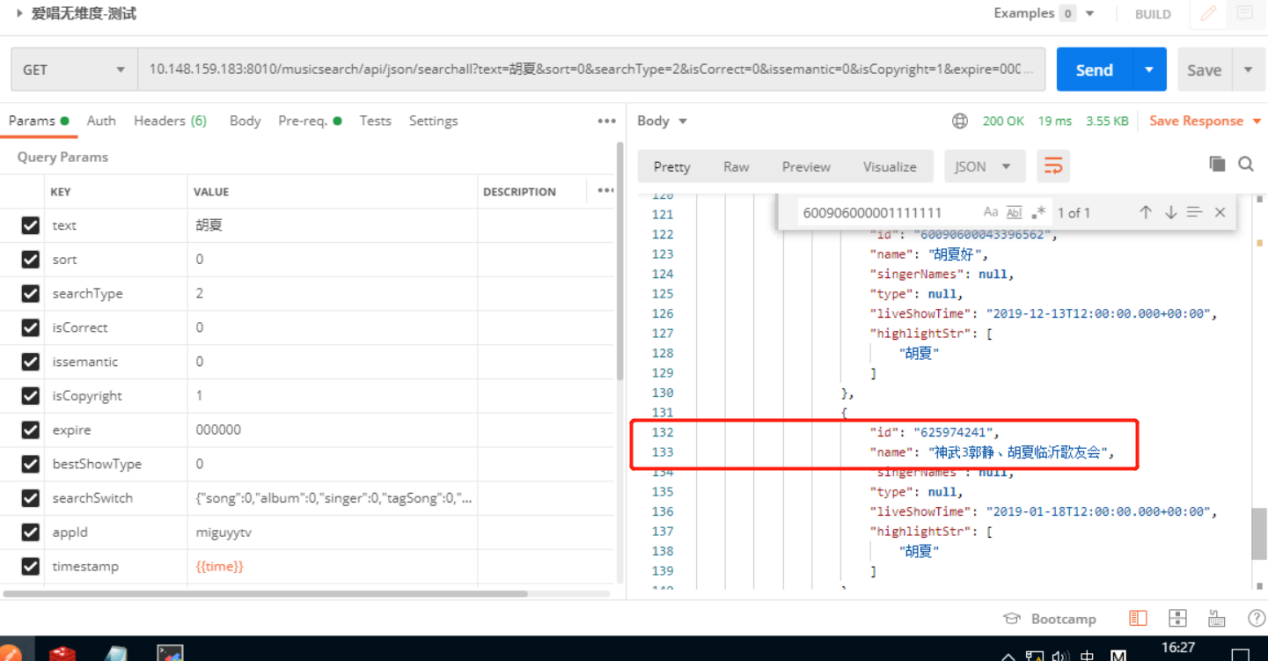 爱唱无维度-测试
Examples 0 BUILD
GET 10.148.159.183:8010/musicsearch/api/json/searchall?text=胡夏&sort=0&searchType=2&isCorrect=0&issemantic=0&isCopyright=1&expire=000... Send Save
Params Auth Headers (6) Body Pre-req. Tests Settings
Query Params
KEY VALUE DESCRIPTION
text 胡夏
sort 0
searchType 2
isCorrect 0
issemantic 0
isCopyright 1
expire 000000
bestShowType 0
searchSwitch {"song":0,"album":0,"singer":0,"tagSong":0,"...
appId miguyytv
timestamp {{time}}
Body 200 OK 19 ms 3.55 KB Save Response
Pretty Raw Preview Visualize JSON
600906000001111111 Aa Abl .* 1 of 1
120
121
122 "id": "60090600043396562",
123 "name": "胡夏好",
124 "singerNames": null,
125 "type": null,
126 "liveShowTime": "2019-12-13T12:00:00.000+00:00",
127 "highlightStr": [
128 "胡夏"
129 ]
130 },
131 {
132 "id": "625974241",
133 "name": "神武3郭静、胡夏临沂歌友会",
134 "singerNames": null,
135 "type": null,
136 "liveShowTime": "2019-01-18T12:00:00.000+00:00",
137 "highlightStr": [
138 "胡夏"
139 ]
140
Bootcamp
中 M 16:27